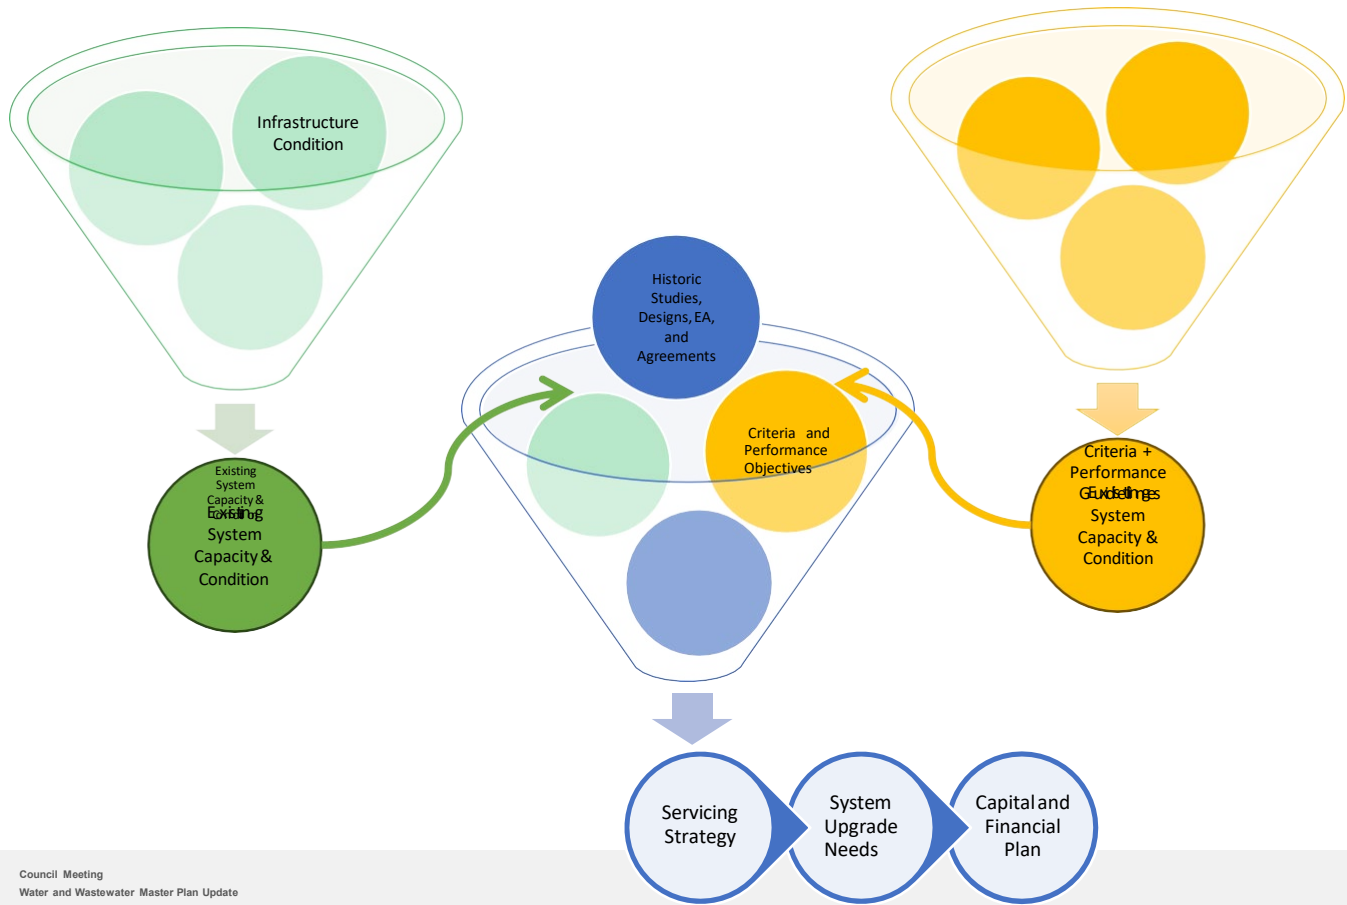 Infrastructure
Condition
Historic
Studies,
Designs, EA,
and
Agreements
Criteria and
Performance
Objectives
Existing
System
Capacity &
Existing
System
Capacity &
Condition
Criteria +
Performance
System
Capacity &
Condition
Servicing
Strategy
System
Upgrade
Needs
Capital and
Financial
Plan
Council Meeting
Water and Wastewater Master Plan Update